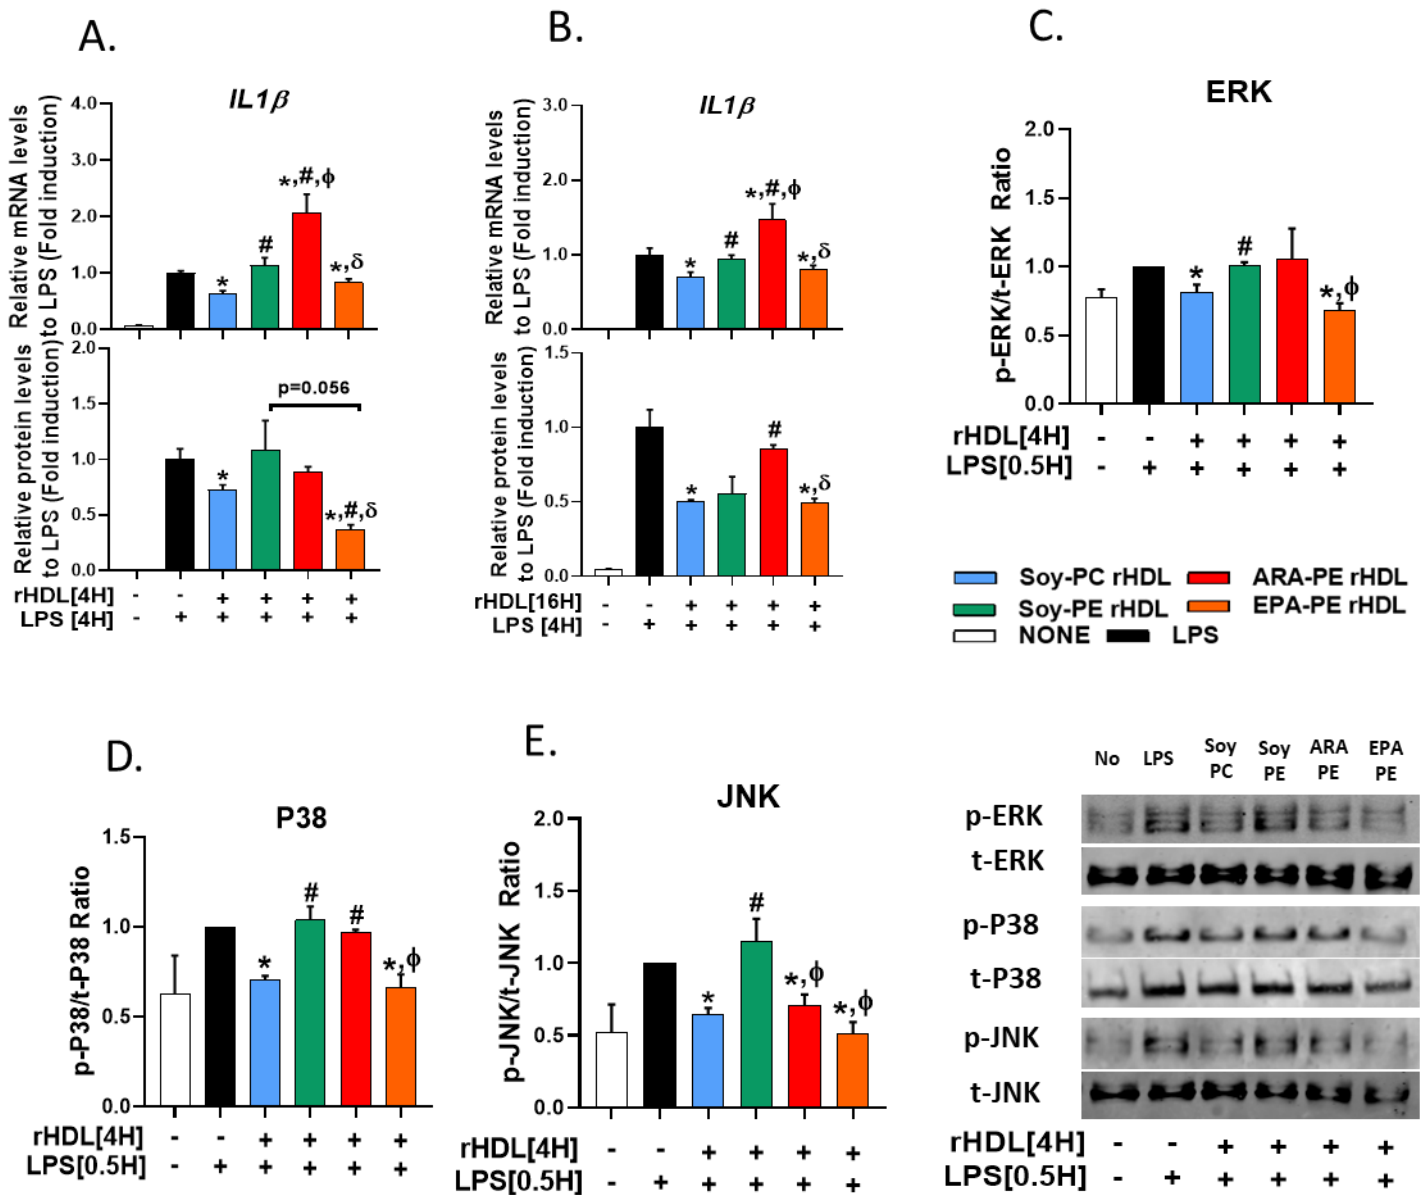 A.
IL1β
Relative mRNA levels
to LPS (Fold induction)
4.0
3.0
2.0
1.0
0.0
*
#
*,#,ϕ
*,δ
Relative protein levels
to LPS (Fold induction)
2.0
1.5
1.0
0.5
0.0
*
p=0.056
*,#,δ
rHDL[4H] - - + + + +
LPS [4H] - + + + + +
B.
IL1β
Relative mRNA levels
to LPS (Fold induction)
3.0
2.0
1.0
0.0
*
#
*,#,ϕ
*,δ
Relative protein levels
to LPS (Fold induction)
1.5
1.0
0.5
0.0
*
#
*,δ
rHDL[16H] - - + + + +
LPS [4H] - + + + + +
C.
ERK
p-ERK/t-ERK Ratio
2.0
1.5
1.0
0.5
0.0
*
#
*,ϕ
rHDL[4H] - - + + + +
LPS[0.5H] - + + + + +
Soy-PC rHDL ARA-PE rHDL
Soy-PE rHDL EPA-PE rHDL
NONE LPS
D.
P38
p-P38/t-P38 Ratio
1.5
1.0
0.5
0.0
*
#
#
*,ϕ
rHDL[4H] - - + + + +
LPS[0.5H] - + + + + +
E.
JNK
p-JNK/t-JNK Ratio
2.0
1.5
1.0
0.5
0.0
*
#
*,ϕ
*,ϕ
rHDL[4H] - - + + + +
LPS[0.5H] - + + + + +
No LPS Soy PC Soy PE ARA PE EPA PE
p-ERK
t-ERK
p-P38
t-P38
p-JNK
t-JNK
rHDL[4H] - - + + + +
LPS[0.5H] - + + + + +